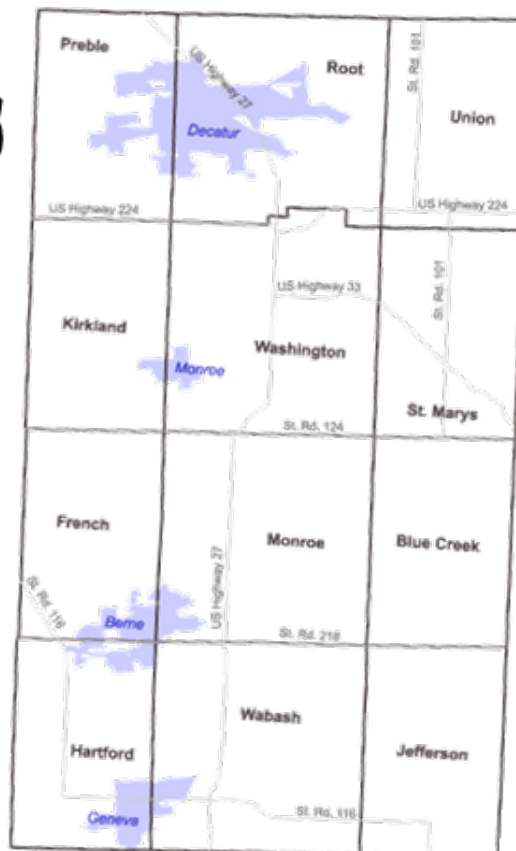 Preble
Root
St. Rd. 101
US Highway 27
Union
Decatur
US Highway 224
US Highway 224
US Highway 33
St. Rd. 101
Kirkland
Washington
Monroe
St. Marys
St. Rd. 124
French
Monroe
Blue Creek
US Highway 27
St. Rd. 116
Berne
St. Rd. 218
Wabash
Hartford
Jefferson
Geneva
St. Rd. 116